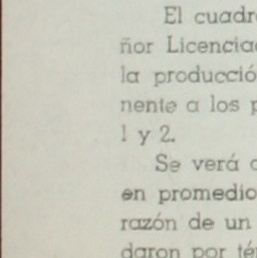 El cuadr
ñor Licencia
la producció
nente a los p
1 y 2.
Se verá
en promedio
razón de un
daron por té